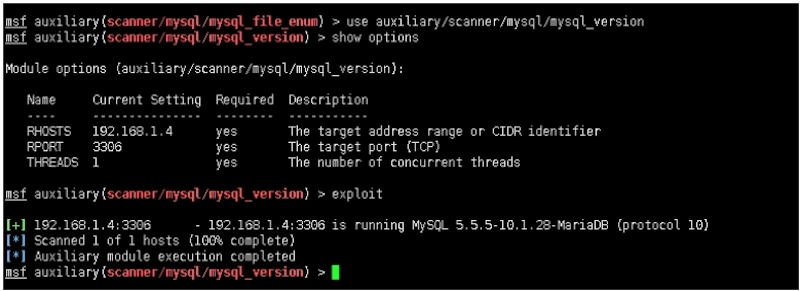 msf auxiliary(scanner/mysql/mysql_file_enum) > use auxiliary/scanner/mysql/mysql_version
msf auxiliary(scanner/mysql/mysql_version) > show options
Module options (auxiliary/scanner/mysql/mysql_version):
Name Current Setting Required Description
---- --------------- -------- -----------
RHOSTS 192.168.1.4 yes The target address range or CIDR identifier
RPORT 3306 yes The target port (TCP)
THREADS 1 yes The number of concurrent threads
msf auxiliary(scanner/mysql/mysql_version) > exploit
[+] 192.168.1.4:3306 - 192.168.1.4:3306 is running MySQL 5.5.5-10.1.28-MariaDB (protocol 10)
[*] Scanned 1 of 1 hosts (100% complete)
[*] Auxiliary module execution completed
msf auxiliary(scanner/mysql/mysql_version) >